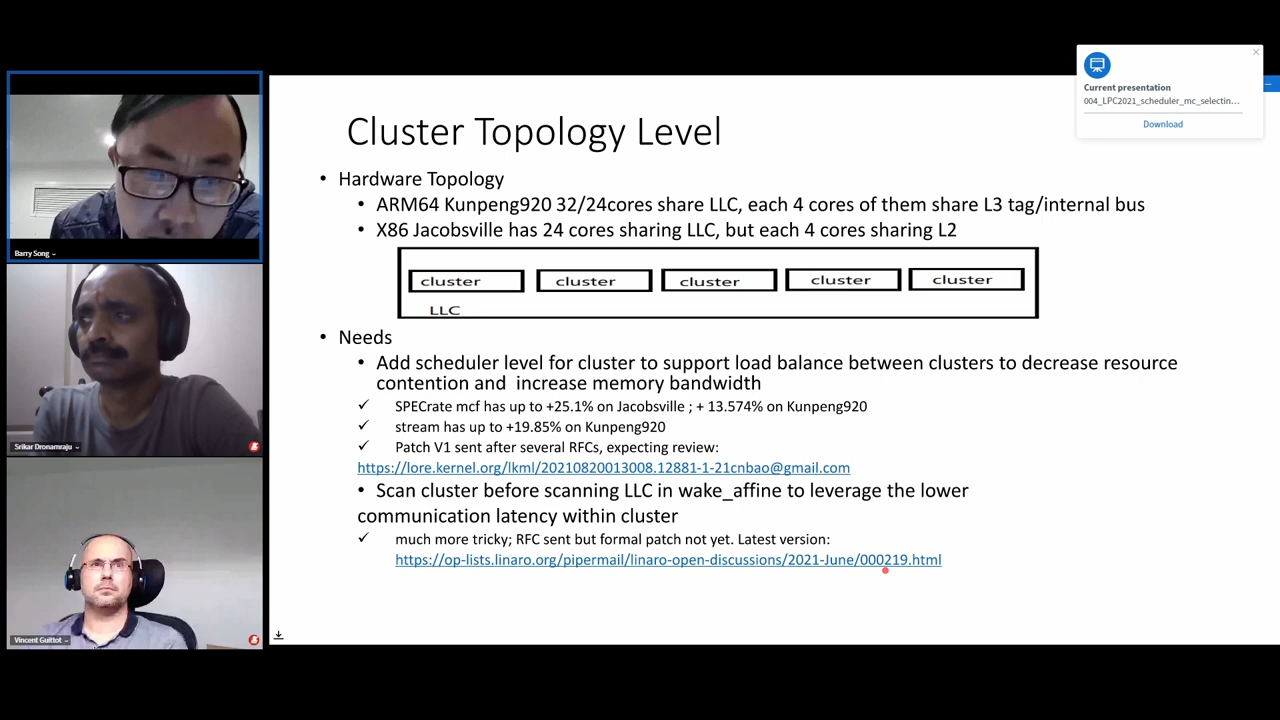 Current presentation
004_LPC2021_scheduler_mc_selectin...
Download
Barry Song
Srikar Dronamraju
Vincent Guittot
Cluster Topology Level
• Hardware Topology
• ARM64 Kunpeng920 32/24cores share LLC, each 4 cores of them share L3 tag/internal bus
• X86 Jacobsville has 24 cores sharing LLC, but each 4 cores sharing L2
cluster cluster cluster cluster cluster
LLC
• Needs
• Add scheduler level for cluster to support load balance between clusters to decrease resource
contention and increase memory bandwidth
✓ SPECrate mcf has up to +25.1% on Jacobsville ; + 13.574% on Kunpeng920
✓ stream has up to +19.85% on Kunpeng920
✓ Patch V1 sent after several RFCs, expecting review:
https://lore.kernel.org/lkml/20210820013008.12881-1-21cnbao@gmail.com
• Scan cluster before scanning LLC in wake_affine to leverage the lower
communication latency within cluster
✓ much more tricky; RFC sent but formal patch not yet. Latest version:
https://op-lists.linaro.org/pipermail/linaro-open-discussions/2021-June/000219.html